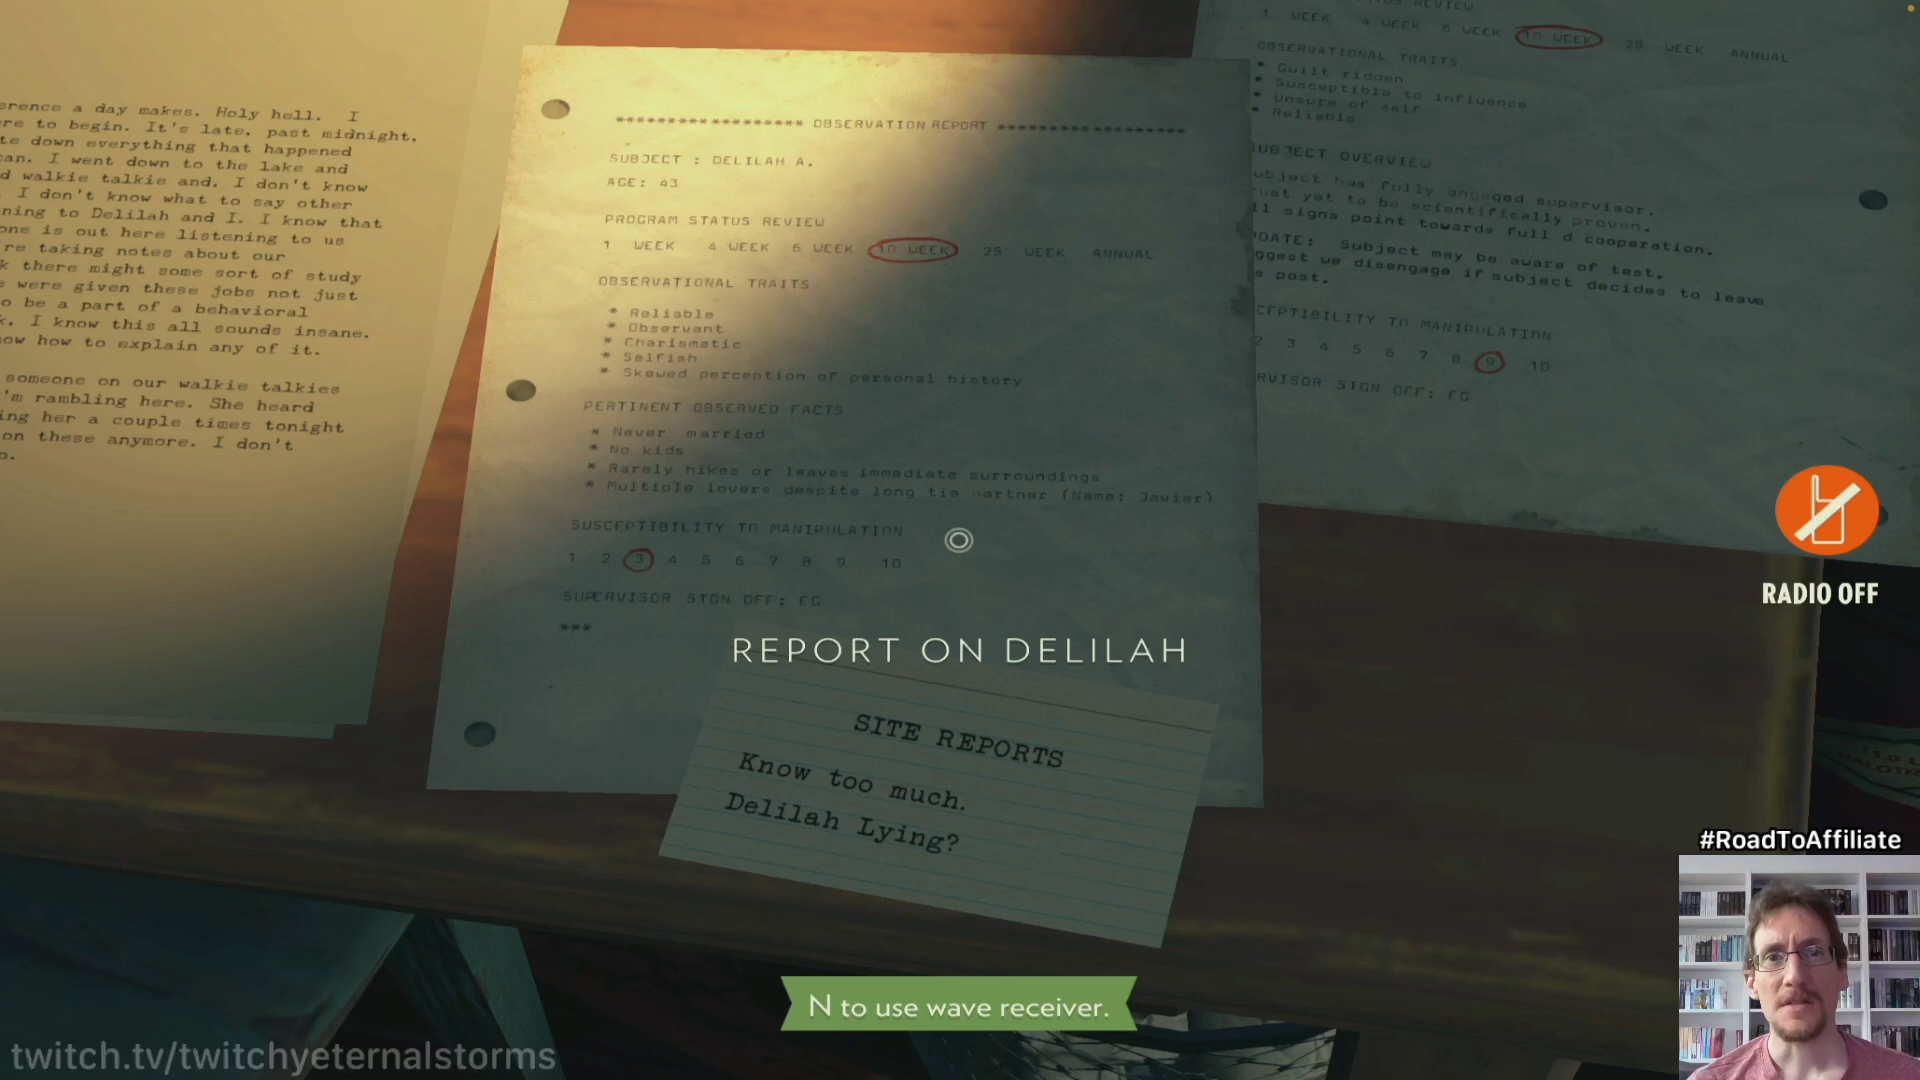 erence a day makes. Holy hell. I
re to begin. It's late, past midnight,
te down everything that happened
an. I went down to the lake and
d walkie talkie and, I don't know
I don't know what to say other
ning to Delilah and I. I know that
one is out here listening to us
're taking notes about our
k there might some sort of study
e were given these jobs not just
o be a part of a behavioral
k, I know this all sounds insane.
now how to explain any of it.
someone on our walkie talkies
'm rambling here. She heard
ing her a couple times tonight
on these anymore. I don't
o.
****************** OBSERVATION REPORT ******************
SUBJECT : DELILAH A.
AGE: 43
PROGRAM STATUS REVIEW
1 WEEK 4 WEEK 6 WEEK 10 WEEK 25 WEEK ANNUAL
OBSERVATIONAL TRAITS
* Reliable
* Observant
* Charismatic
* Selfish
* Skewed perception of personal history
PERTINENT OBSERVED FACTS
* Never married
* No kids
* Rarely hikes or leaves immediate surroundings
* Multiple lovers despite long tie partner (Name: Javier)
SUSCEPTIBILITY TO MANIPULATION
1 2 3 4 5 6 7 8 9 10
SUPERVISOR SIGN OFF: EG
***
STATUS REVIEW
1 WEEK 4 WEEK 6 WEEK 10 WEEK 25 WEEK ANNUAL
OBSERVATIONAL TRAITS
* Guilt ridden
* Susceptible to influence
* Unsure of self
* Reliable
SUBJECT OVERVIEW
ubject has fully engaged supervisor.
rust yet to be scientifically proven.
ll signs point towards full d cooperation.
PDATE: Subject may be aware of test.
ggest we disengage if subject decides to leave
s post.
CEPTIBILITY TO MANIPULATION
2 3 4 5 6 7 8 9 10
RVISOR SIGN OFF: EG
RADIO OFF
REPORT ON DELILAH
SITE REPORTS
Know too much.
Delilah Lying?
#RoadToAffiliate
N to use wave receiver.
twitch.tv/twitchyeternalstorms